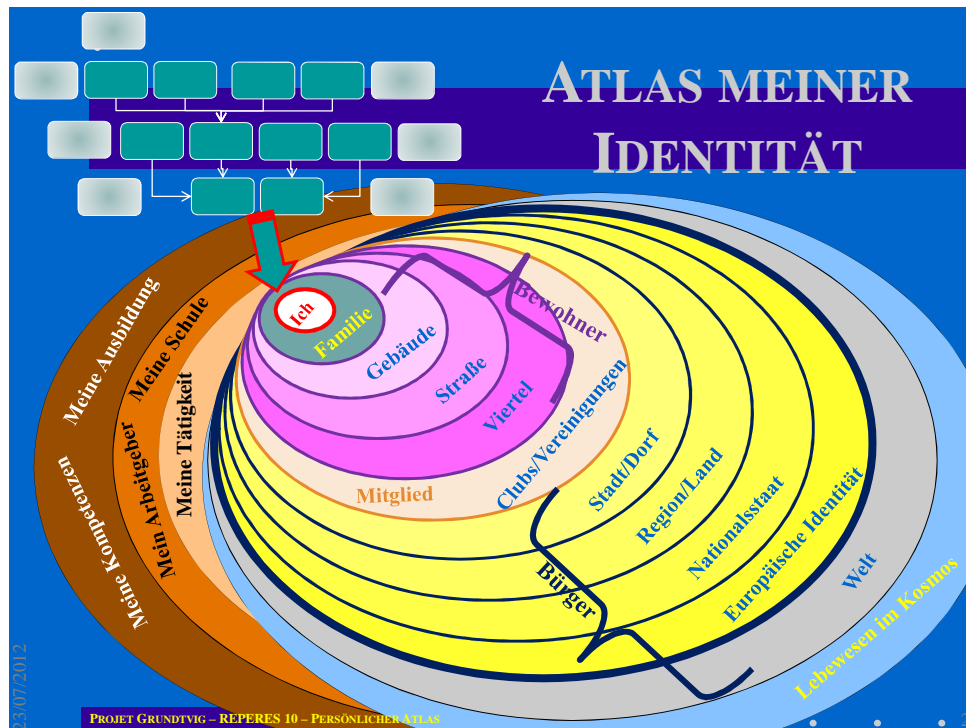 ATLAS MEINER
IDENTITÄT
Meine Ausbildung
Meine Kompetenzen
Meine Schule
Mein Arbeitgeber
Meine Tätigkeit
Ich
Familie
Gebäude
Straße
Viertel
Bewohner
Mitglied
Clubs/Vereinigungen
Stadt/Dorf
Region/Land
Nationalsstaat
Europäische Identität
Bürger
Welt
Lebewesen im Kosmos
23/07/2012
PROJET GRUNDTVIG – REPERES 10 – PERSÖNLICHER ATLAS
2